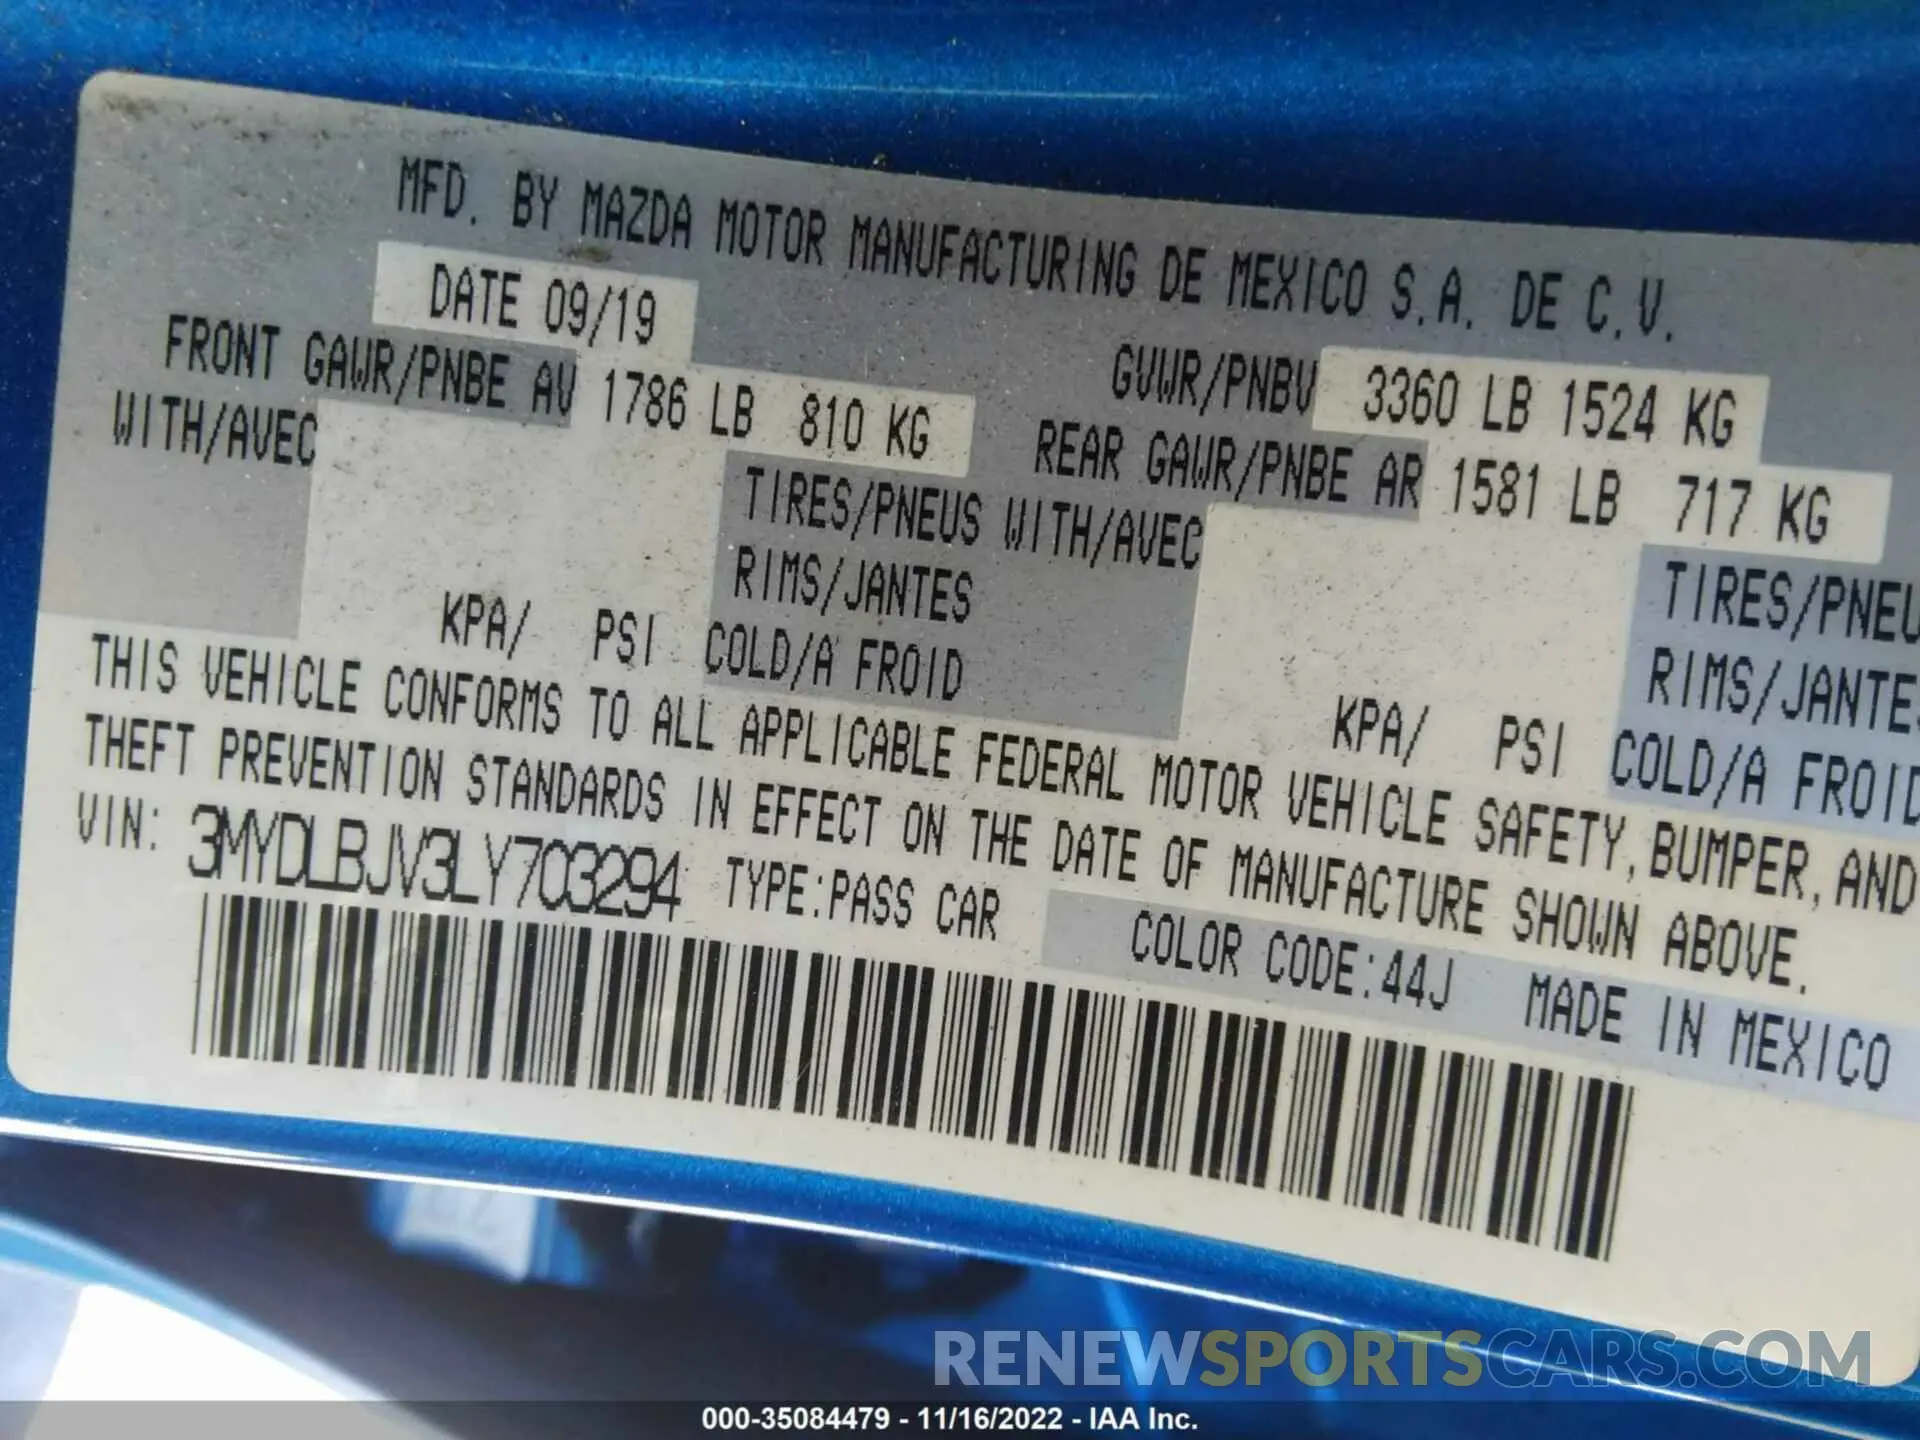 MFD. BY MAZDA MOTOR MANUFACTURING DE MEXICO S.A. DE C.V.
DATE 09/19
GVWR/PNBV 3360 LB 1524 KG
FRONT GAWR/PNBE AV 1786 LB 810 KG
REAR GAWR/PNBE AR 1581 LB 717 KG
WITH/AVEC
TIRES/PNEUS WITH/AVEC
TIRES/PNEU
RIMS/JANTES
RIMS/JANTES
KPA/ PSI COLD/A FROID
KPA/ PSI COLD/A FROID
THIS VEHICLE CONFORMS TO ALL APPLICABLE FEDERAL MOTOR VEHICLE SAFETY, BUMPER, AND
THEFT PREVENTION STANDARDS IN EFFECT ON THE DATE OF MANUFACTURE SHOWN ABOVE.
VIN: 3MYDLBJV3LY703294 TYPE:PASS CAR
COLOR CODE:44J MADE IN MEXICO
RENEWSPORTSCARS.COM
000-35084479 - 11/16/2022 - IAA Inc.